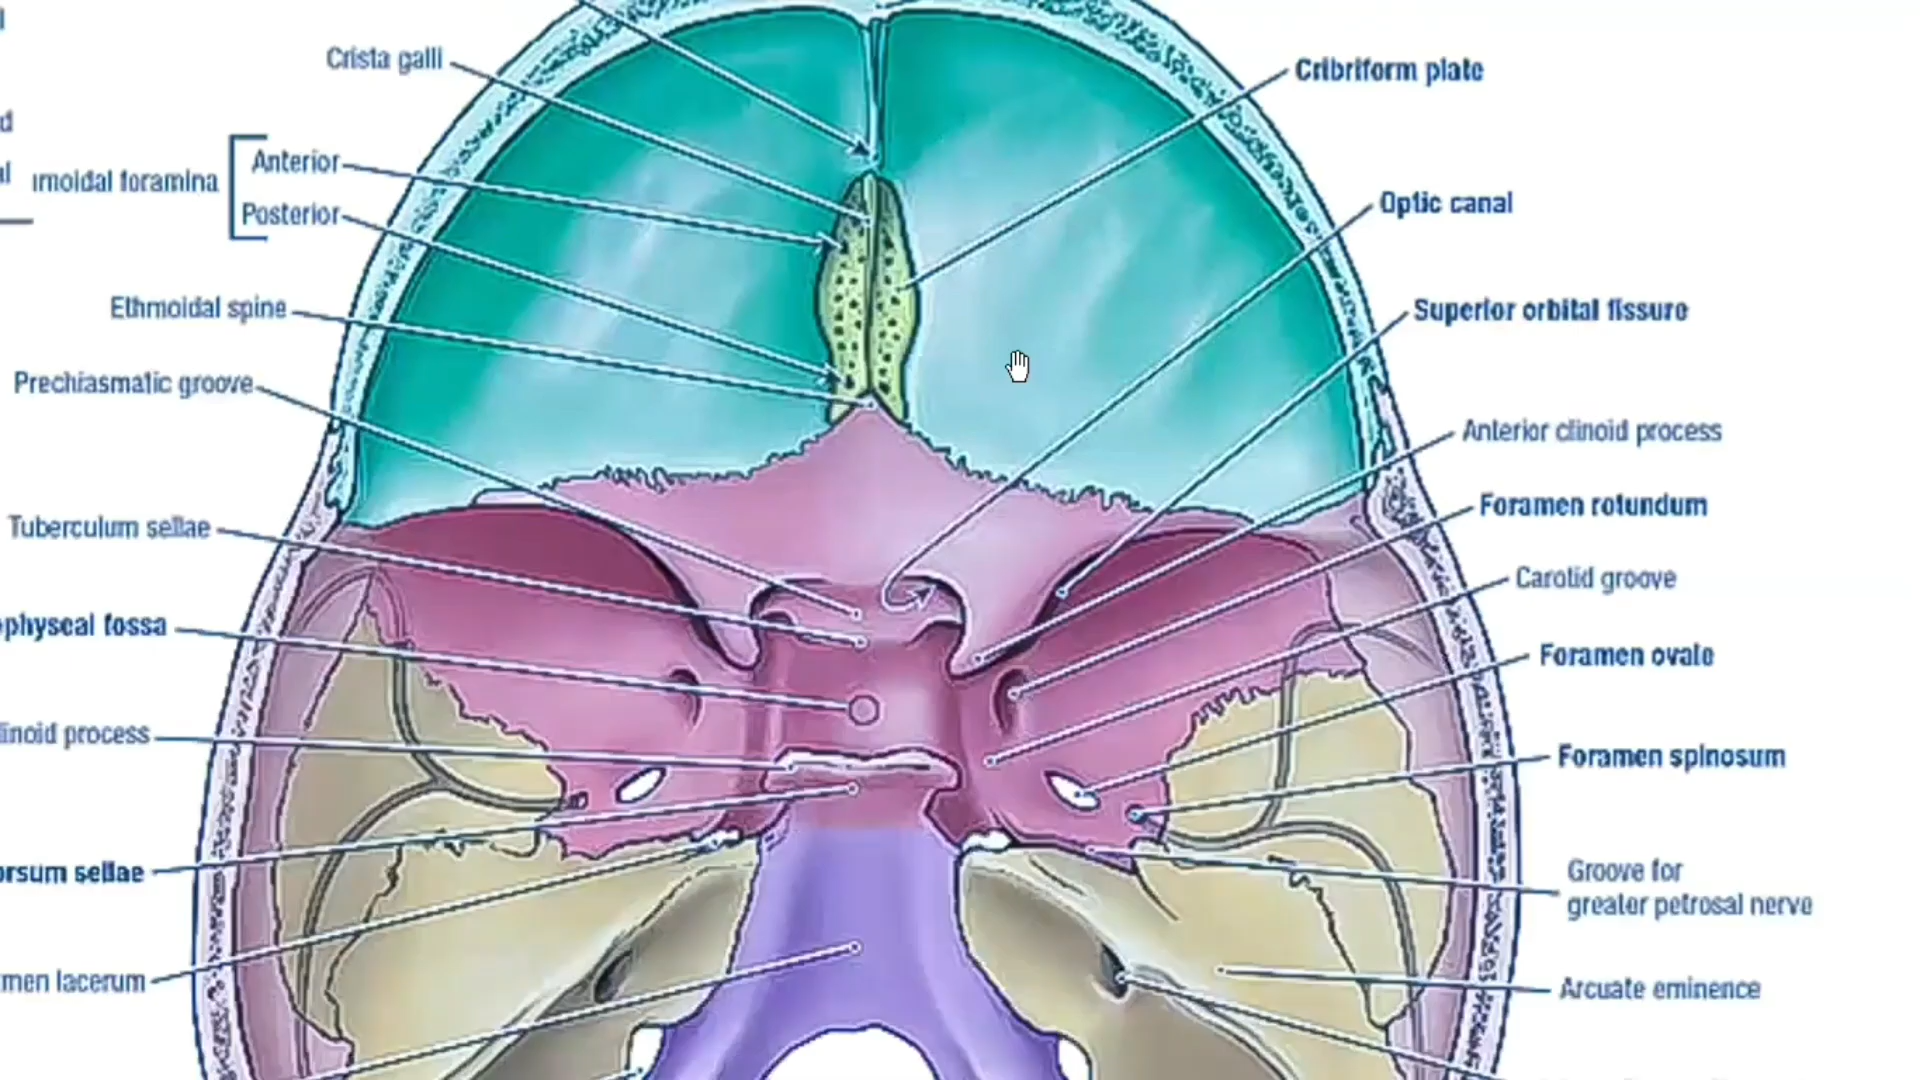 Crista galli
Anterior
moidal foramina
Posterior
Ethmoidal spine
Prechiasmatic groove
Tuberculum sellae
physeal fossa
linoid process
orsum sellae
men lacerum
Cribriform plate
Optic canal
Superior orbital fissure
Anterior clinoid process
Foramen rotundum
Carotid groove
Foramen ovale
Foramen spinosum
Groove for
greater petrosal nerve
Arcuate eminence